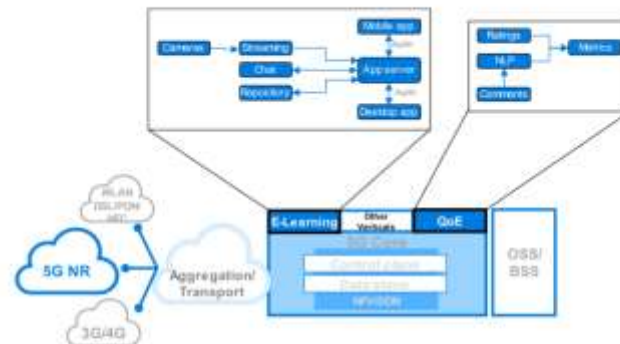 Mobile app
Cameras
Streaming
Chat
App server
Repository
Desktop app
Ratings
NLP
Metrics
Comments
WLAN
E-Learning
Other
Verticals
QoE
5G NR
Aggregation/
Transport
Control plane
Data plane
NFV/SDN
OSS/
BSS
3G/4G